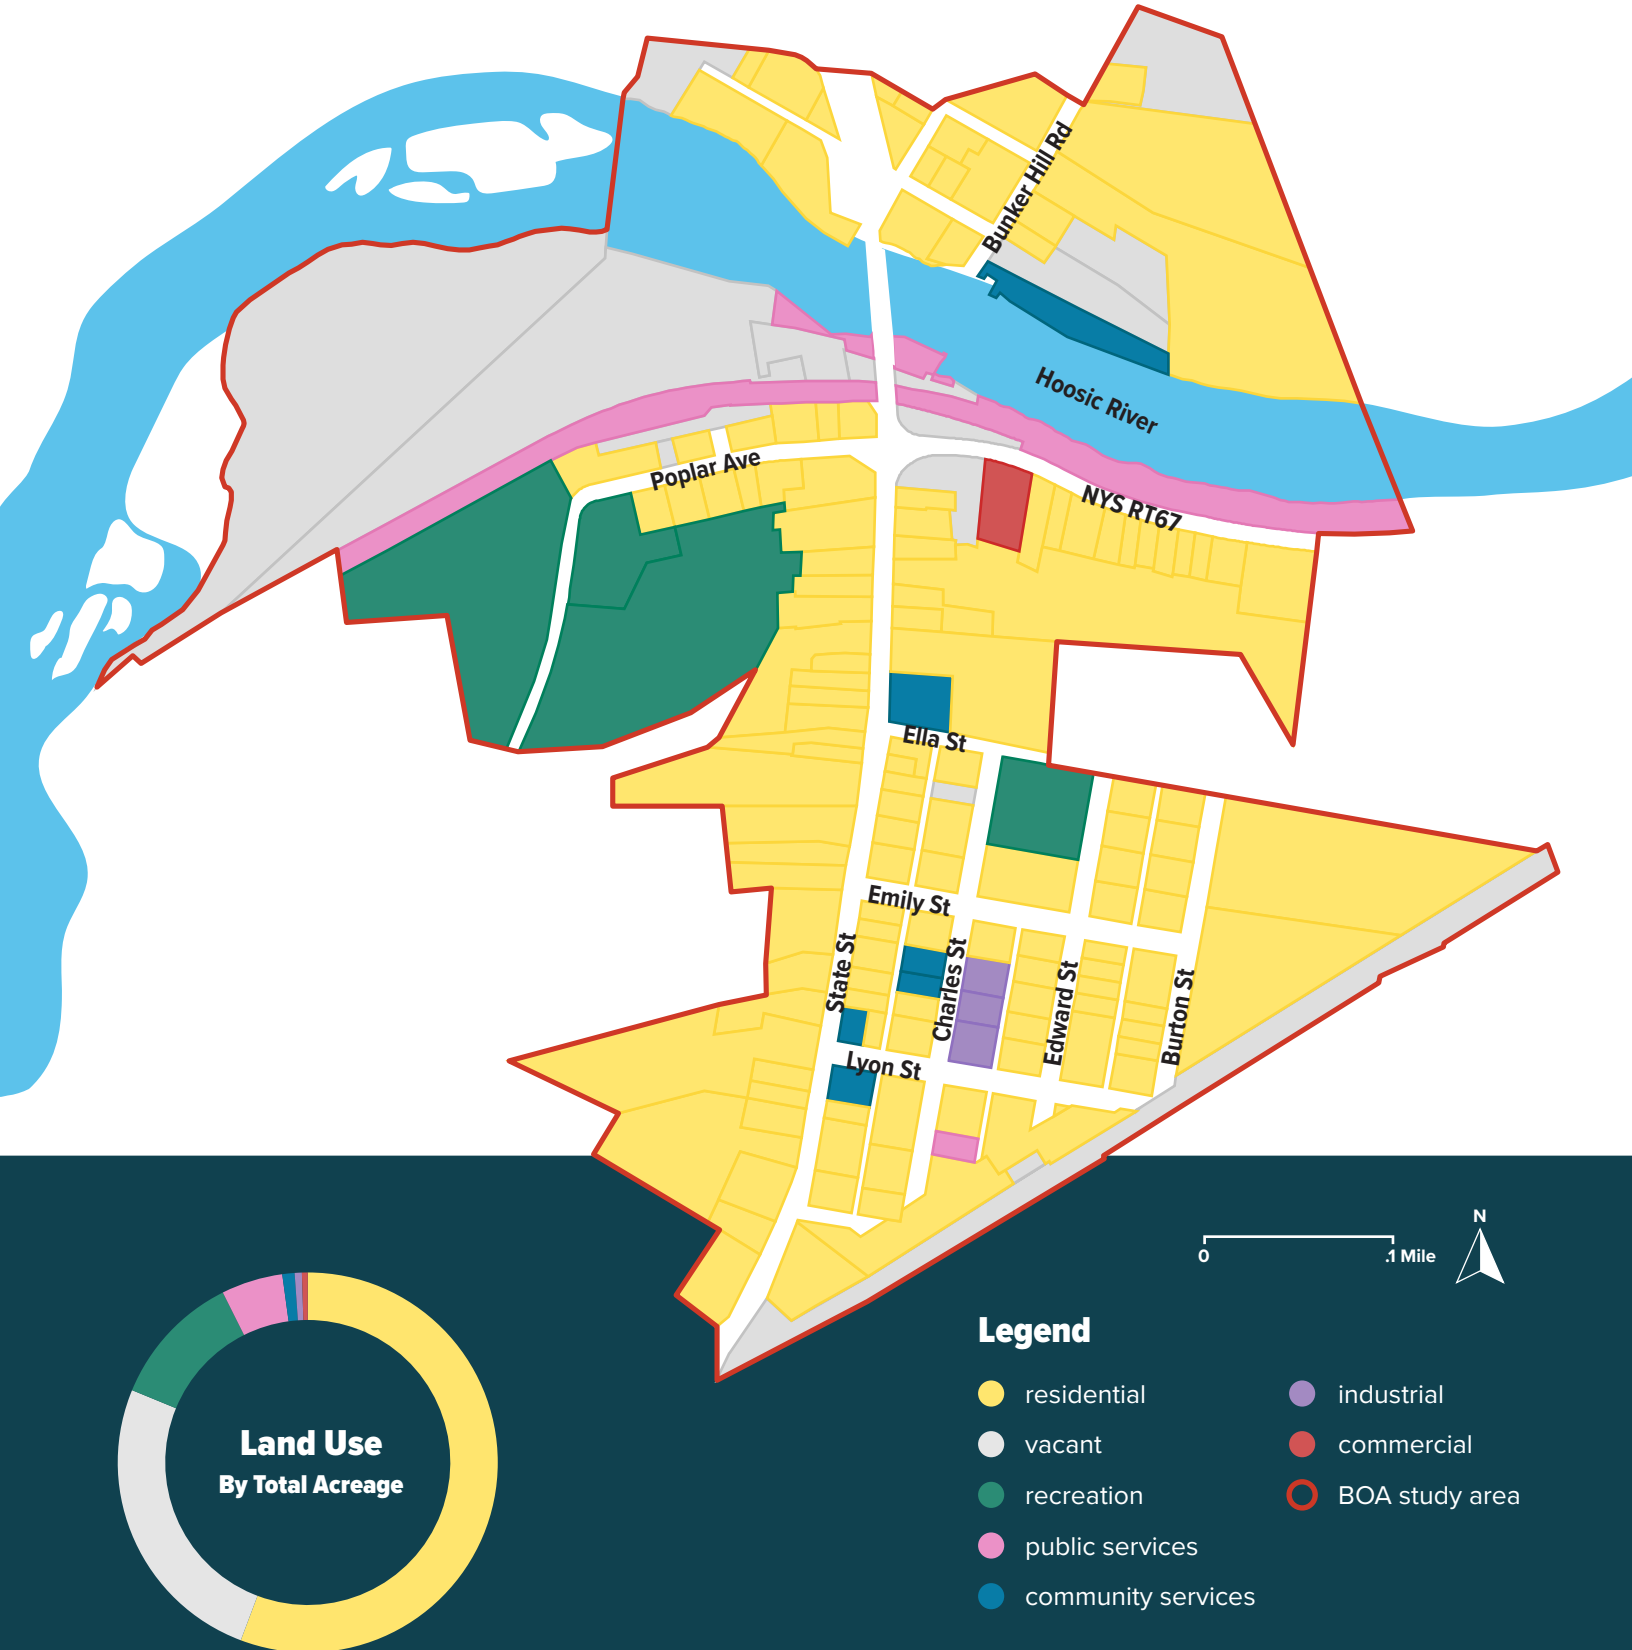 Bunker Hill Rd
Hoosic River
Poplar Ave
NYS RT67
Ella St
Emily St
State St
Charles St
Edward St
Burton St
Lyon St
N
0
.1 Mile
Legend
residential
vacant
recreation
public services
community services
industrial
commercial
BOA study area
Land Use
By Total Acreage